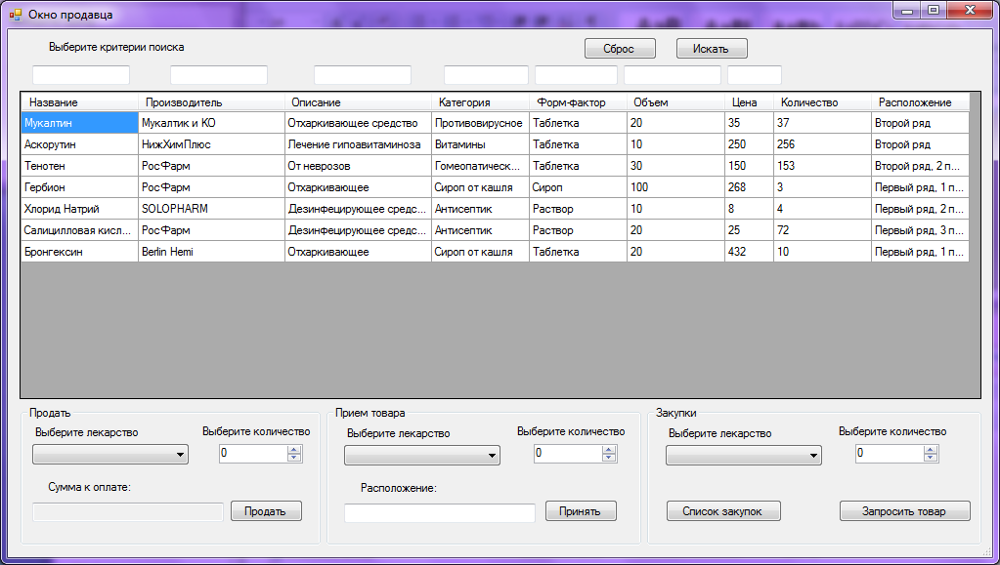 Окно продавца
Выберите критерии поиска Сброс Искать
Название Производитель Описание Категория Форм-фактор Объем Цена Количество Расположение
Мукалтин Мукалтик и КО Отхаркивающее средство Противовирусное Таблетка 20 35 37 Второй ряд
Аскорутин НижХимПлюс Лечение гипоавитаминоза Витамины Таблетка 10 250 256 Второй ряд
Тенотен РосФарм От неврозов Гомеопатическ... Таблетка 30 150 153 Второй ряд, 2 п...
Гербион РосФарм Отхаркивающее Сироп от кашля Сироп 100 268 3 Первый ряд, 1 п...
Хлорид Натрий SOLOPHARM Дезинфецирующее средс... Антисептик Раствор 10 8 4 Первый ряд, 2 п...
Салицилловая кисл... РосФарм Дезинфецирующее средс... Антисептик Раствор 20 25 72 Первый ряд, 3 п...
Бронгексин Berlin Hemi Отхаркивающее Сироп от кашля Таблетка 20 432 10 Первый ряд, 1 п...
Продать Прием товара Закупки
Выберите лекарство Выберите количество Выберите лекарство Выберите количество Выберите лекарство Выберите количество
0 0 0
Сумма к оплате: Расположение:
Продать Принять Список закупок Запросить товар